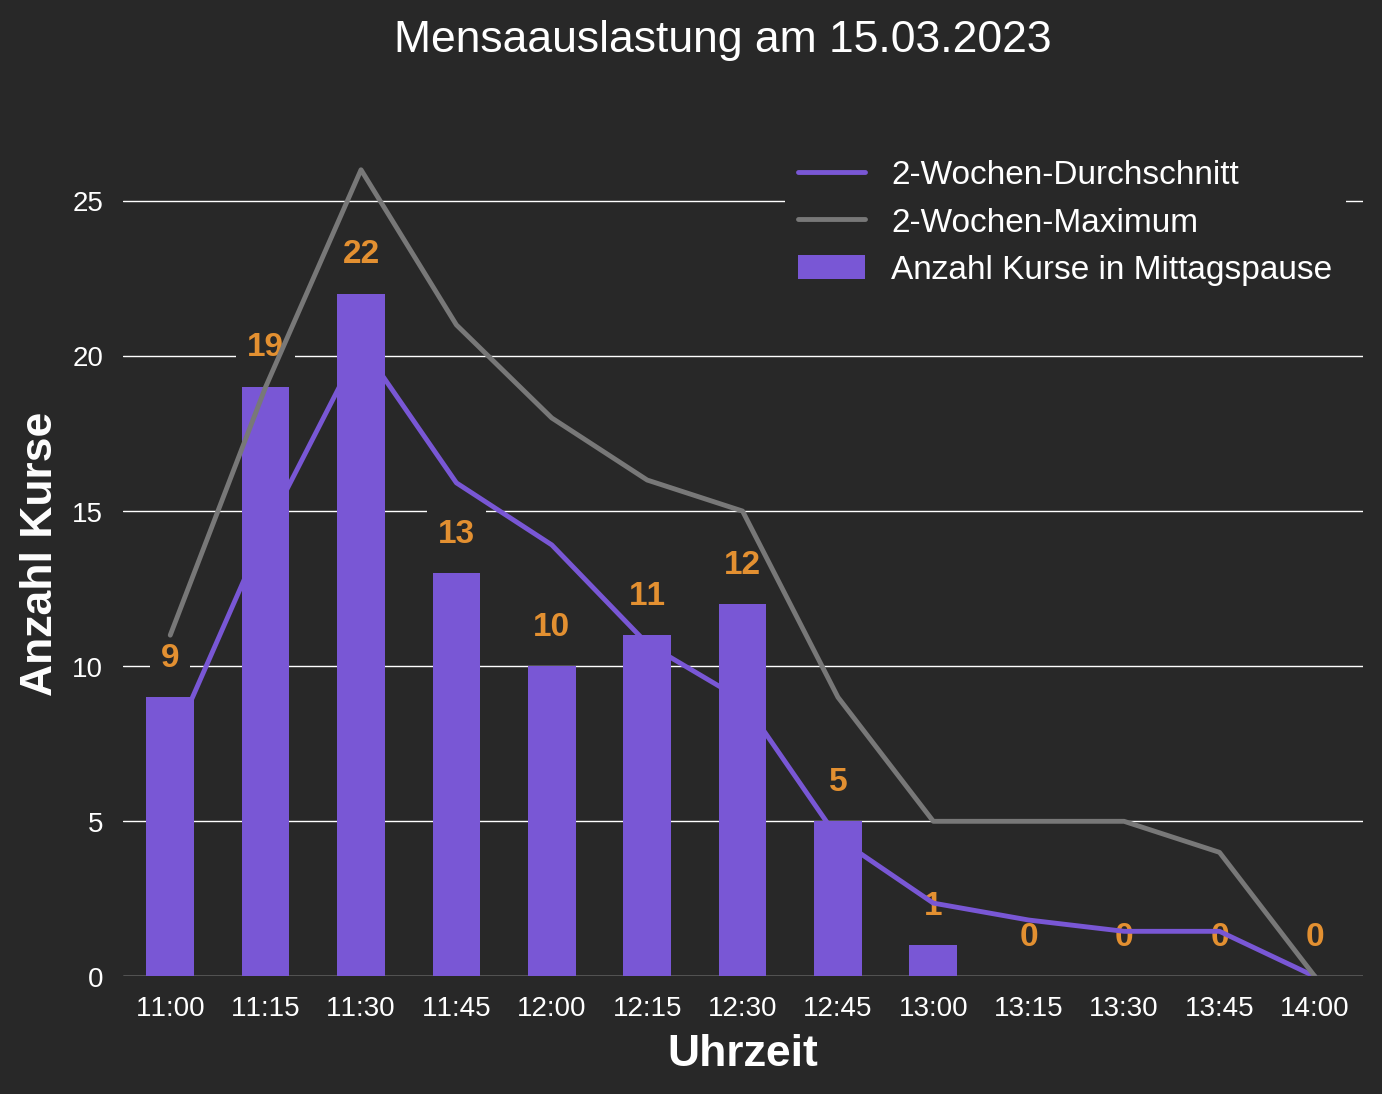 Mensaauslastung am 15.03.2023
2-Wochen-Durchschnitt
2-Wochen-Maximum
Anzahl Kurse in Mittagspause
Anzahl Kurse
25
20
15
10
5
0
9
19
22
13
10
11
12
5
1
0
0
0
0
11:00 11:15 11:30 11:45 12:00 12:15 12:30 12:45 13:00 13:15 13:30 13:45 14:00
Uhrzeit